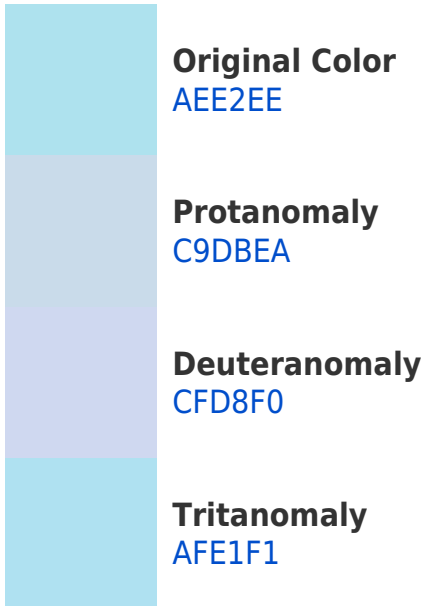 Original Color
AEE2EE
Protanomaly
C9DBEA
Deuteranomaly
CFD8F0
Tritanomaly
AFE1F1